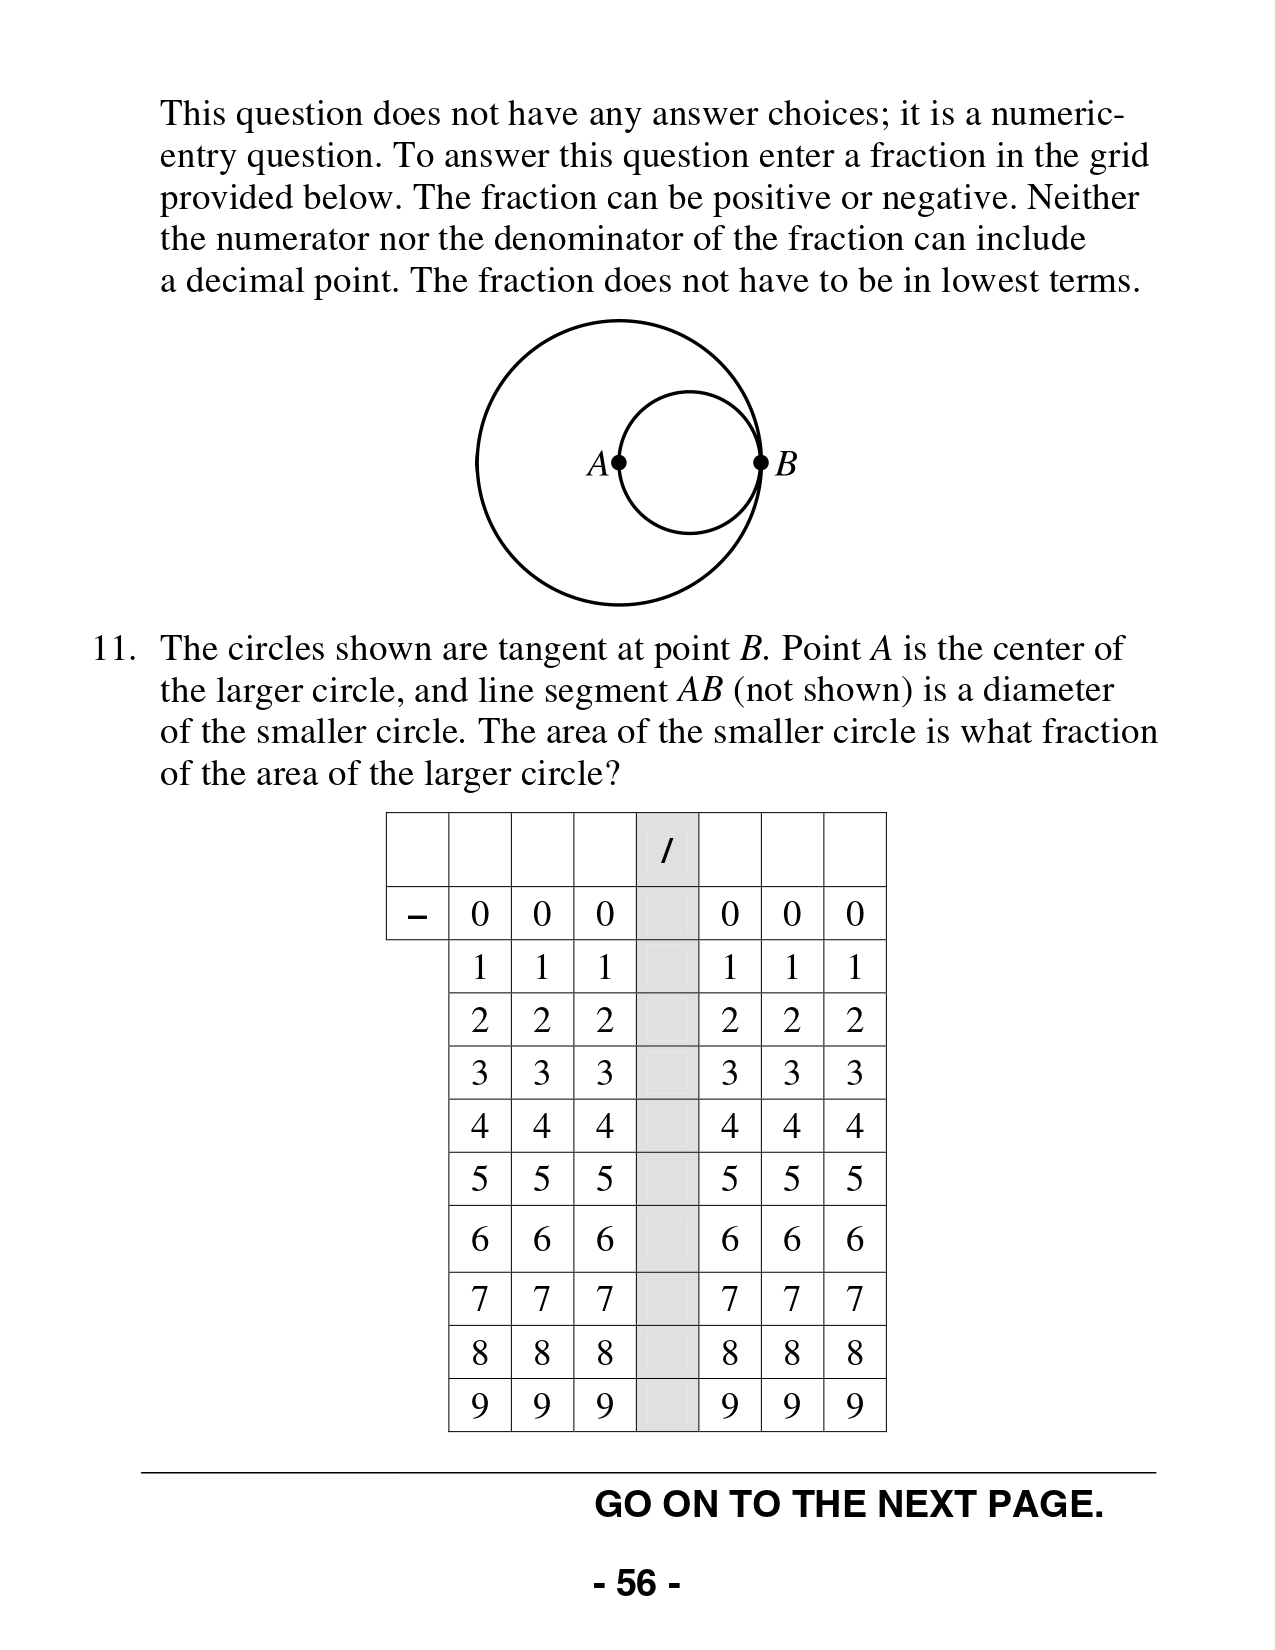 This question does not have any answer choices; it is a numeric-
entry question. To answer this question enter a fraction in the grid
provided below. The fraction can be positive or negative. Neither
the numerator nor the denominator of the fraction can include
a decimal point. The fraction does not have to be in lowest terms.
A B
11. The circles shown are tangent at point B. Point A is the center of
the larger circle, and line segment AB (not shown) is a diameter
of the smaller circle. The area of the smaller circle is what fraction
of the area of the larger circle?
/
– 0 0 0 0 0 0
1 1 1 1 1 1
2 2 2 2 2 2
3 3 3 3 3 3
4 4 4 4 4 4
5 5 5 5 5 5
6 6 6 6 6 6
7 7 7 7 7 7
8 8 8 8 8 8
9 9 9 9 9 9
GO ON TO THE NEXT PAGE.
- 56 -